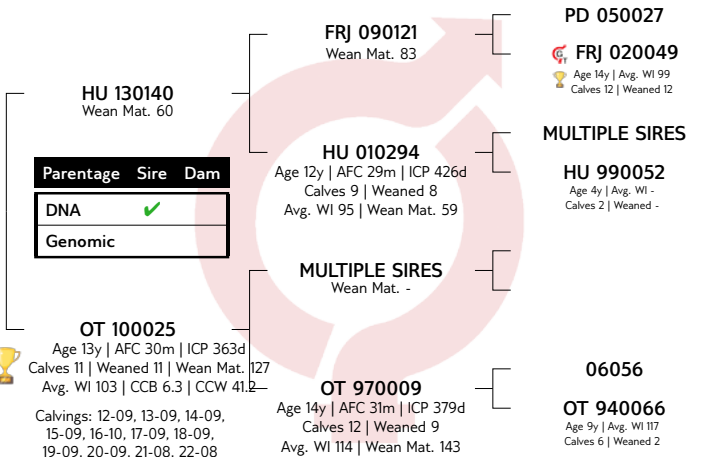 PD 050027
FRJ 090121
Wean Mat. 83
FRJ 020049
Age 14y | Avg. WI 99
Calves 12 | Weaned 12
HU 130140
Wean Mat. 60
MULTIPLE SIRES
HU 010294
Age 12y | AFC 29m | ICP 426d
Calves 9 | Weaned 8
Avg. WI 95 | Wean Mat. 59
HU 990052
Age 4y | Avg. WI -
Calves 2 | Weaned -
Parentage Sire Dam
DNA ✔
Genomic
MULTIPLE SIRES
Wean Mat. -
OT 100025
Age 13y | AFC 30m | ICP 363d
Calves 11 | Weaned 11 | Wean Mat. 127
Avg. WI 103 | CCB 6.3 | CCW 41.2
Calvings: 12-09, 13-09, 14-09,
15-09, 16-10, 17-09, 18-09,
19-09, 20-09, 21-08, 22-08
06056
OT 970009
Age 14y | AFC 31m | ICP 379d
Calves 12 | Weaned 9
Avg. WI 114 | Wean Mat. 143
OT 940066
Age 9y | Avg. WI 117
Calves 6 | Weaned 2